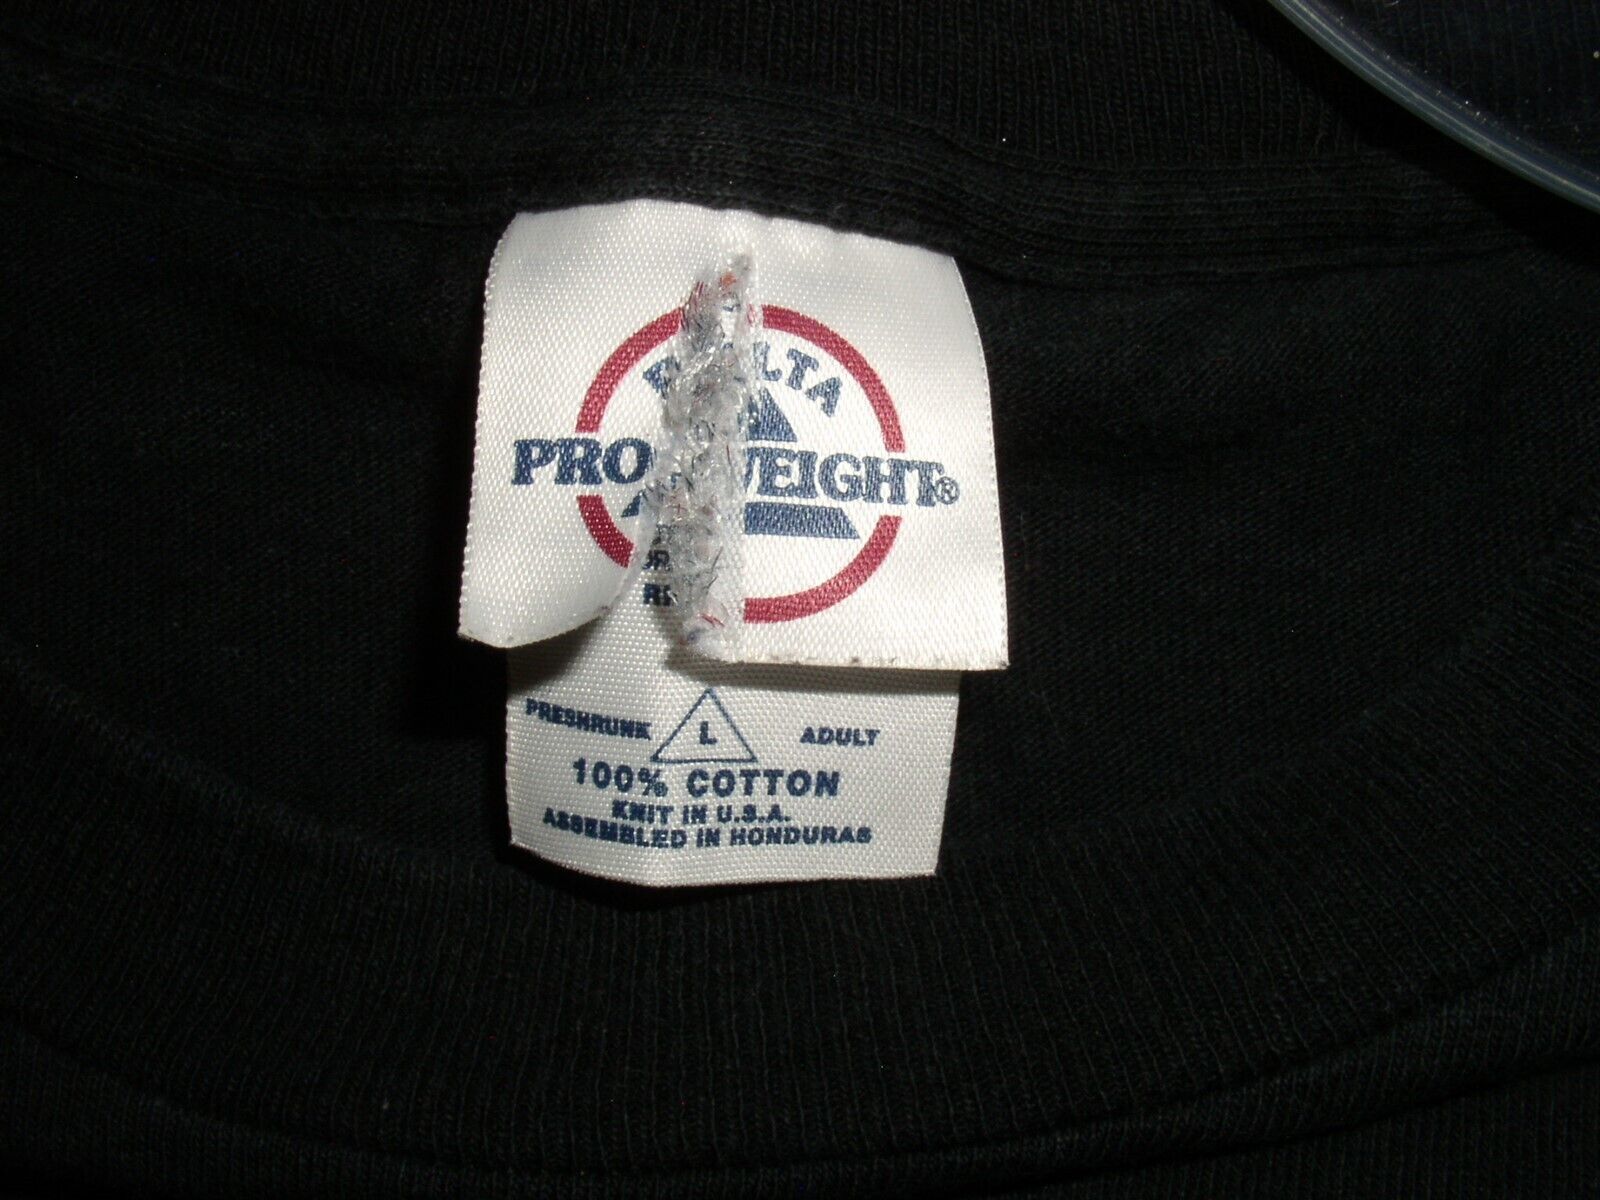 PRO WEIGHT®
PRESHRUNK L ADULT
100% COTTON
KNIT IN U.S.A.
ASSEMBLED IN HONDURAS